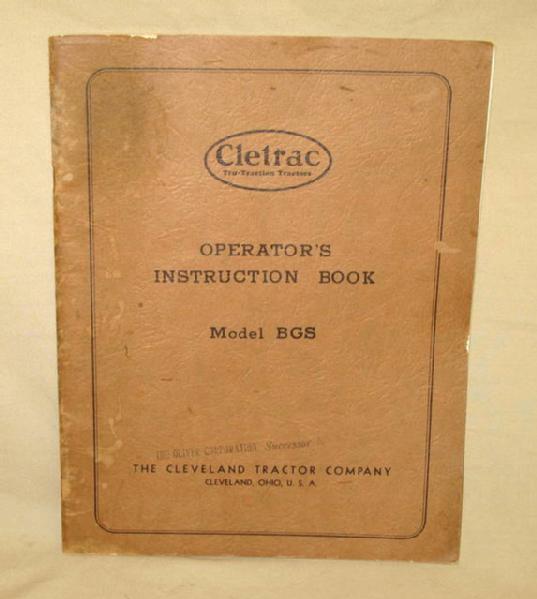 Cletrac
Tru-Traction Tractors
OPERATOR'S
INSTRUCTION BOOK
Model BGS
THE OLIVER CORPORATION Successor to
THE CLEVELAND TRACTOR COMPANY
CLEVELAND, OHIO, U. S. A.